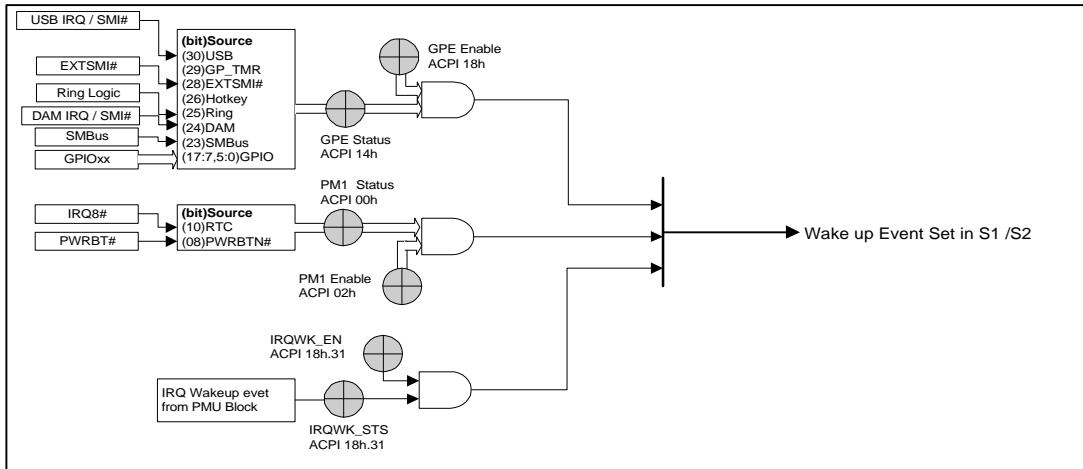 USB IRQ / SMI#
EXTSMI#
Ring Logic
DAM IRQ / SMI#
SMBus
GPIOxx
(bit)Source
(30)USB
(29)GP_TMR
(28)EXTSMI#
(26)Hotkey
(25)Ring
(24)DAM
(23)SMBus
(17:7,5:0)GPIO
GPE Enable
ACPI 18h
GPE Status
ACPI 14h
IRQ8#
PWRBT#
(bit)Source
(10)RTC
(08)PWRBTN#
PM1 Status
ACPI 00h
PM1 Enable
ACPI 02h
Wake up Event Set in S1 /S2
IRQWK_EN
ACPI 18h.31
IRQ Wakeup evet
from PMU Block
IRQWK_STS
ACPI 18h.31